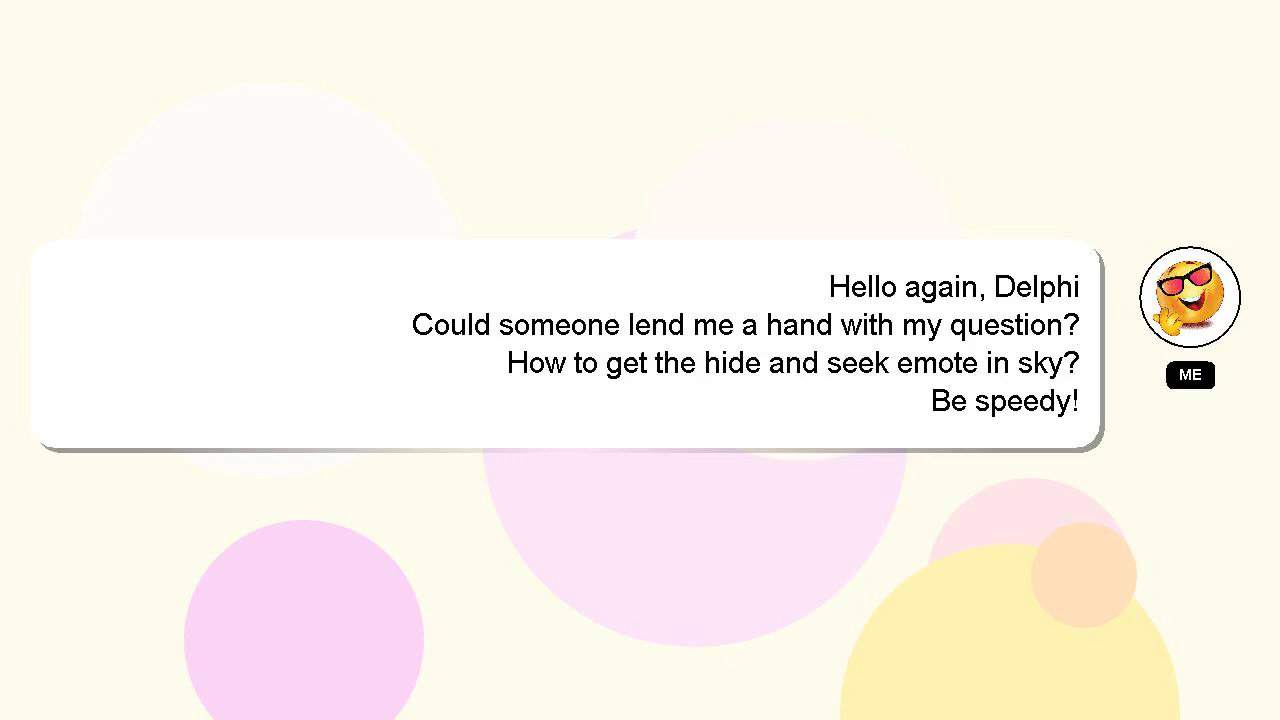 Hello again, Delphi
Could someone lend me a hand with my question?
How to get the hide and seek emote in sky?
Be speedy!
ME